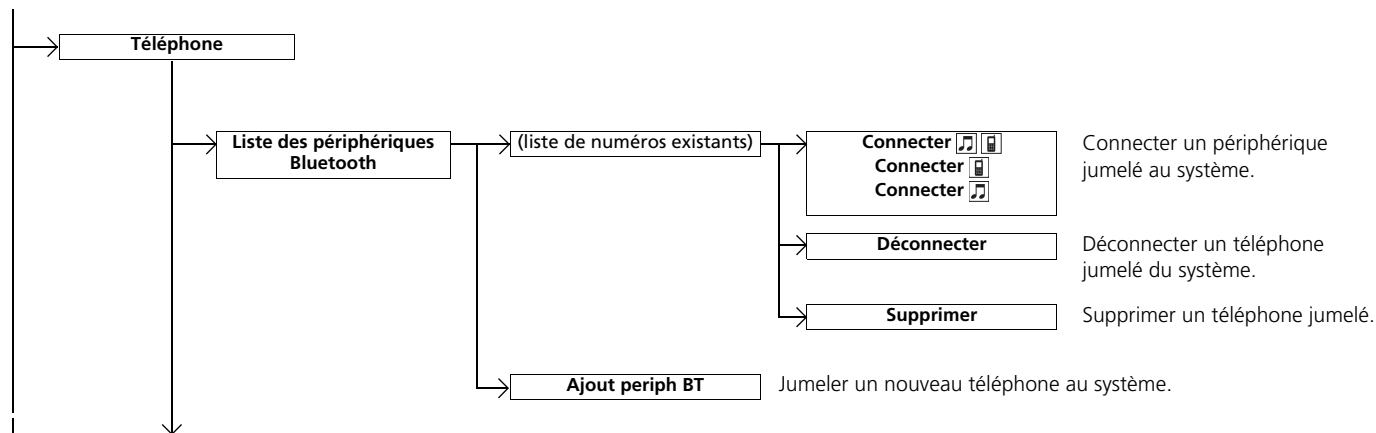 Téléphone
Liste des périphériques
Bluetooth
(liste de numéros existants)
Connecter
Connecter
Connecter
Connecter un périphérique
jumelé au système.
Déconnecter
Déconnecter un téléphone
jumelé du système.
Supprimer
Supprimer un téléphone jumelé.
Ajout periph BT
Jumeler un nouveau téléphone au système.